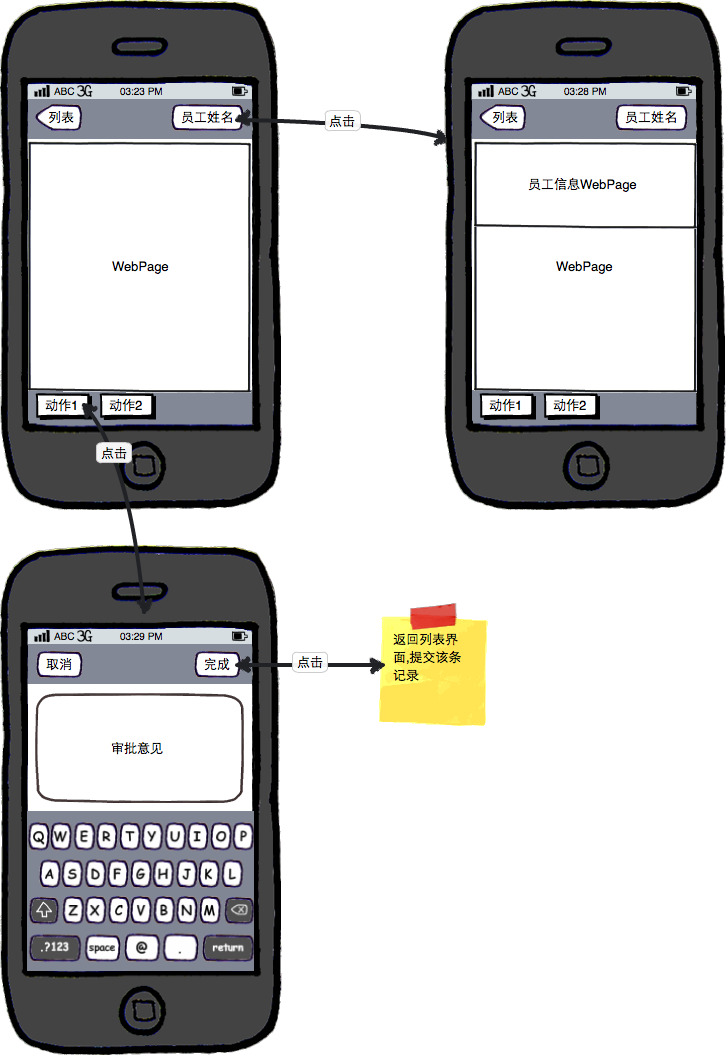 ABC 3G 03:23 PM
列表 员工姓名
WebPage
动作1 动作2
点击
ABC 3G 03:28 PM
列表 员工姓名
员工信息WebPage
WebPage
动作1 动作2
点击
ABC 3G 03:29 PM
取消 完成
点击
返回列表界
面,提交该条
记录
审批意见
Q W E R T Y U I O P
A S D F G H J K L
Z X C V B N M
.?123 space @ . return